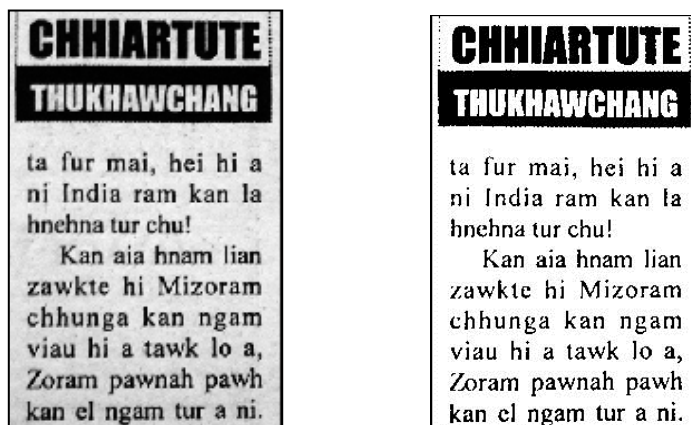 CHHIARTUTE
THUKHAWCHANG
ta fur mai, hei hi a
ni India ram kan la
hnehna tur chu!
Kan aia hnam lian
zawkte hi Mizoram
chhunga kan ngam
viau hi a tawk lo a,
Zoram pawnah pawh
kan el ngam tur a ni.
CHHIARTUTE
THUKHAWCHANG
ta fur mai, hei hi a
ni India ram kan la
hnehna tur chu!
Kan aia hnam lian
zawkte hi Mizoram
chhunga kan ngam
viau hi a tawk lo a,
Zoram pawnah pawh
kan el ngam tur a ni.